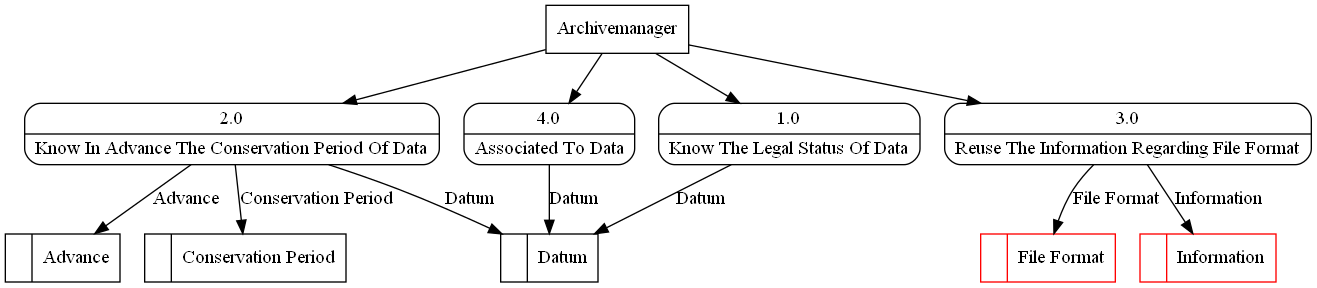 Archivemanager
2.0
Know In Advance The Conservation Period Of Data
4.0
Associated To Data
1.0
Know The Legal Status Of Data
3.0
Reuse The Information Regarding File Format
Advance
Conservation Period
Datum
Datum
Datum
File Format
Information
Advance
Conservation Period
Datum
File Format
Information